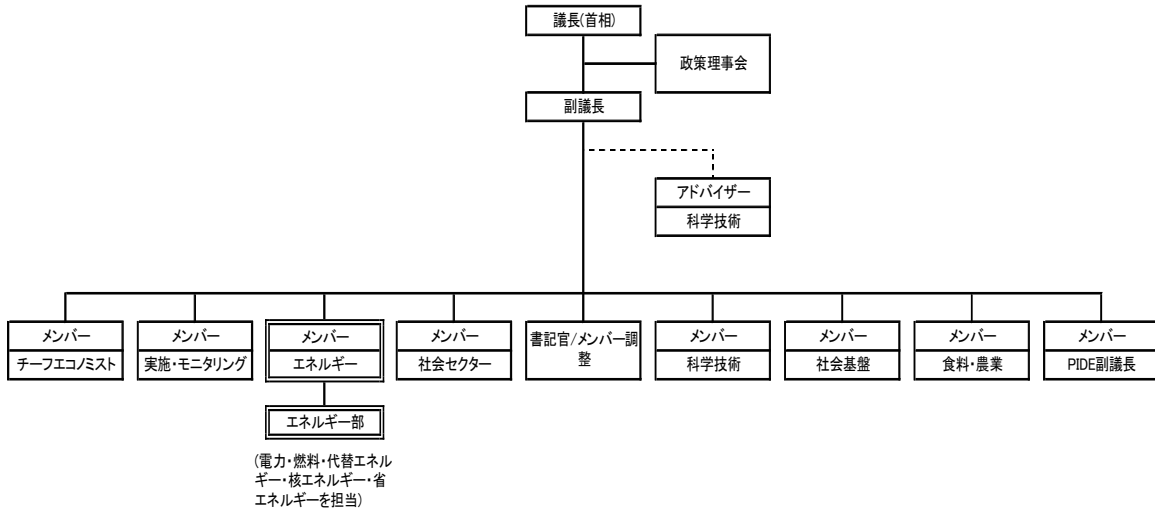 議長(首相)
政策理事会
副議長
アドバイザー
科学技術
メンバー
チーフエコノミスト
メンバー
実施・モニタリング
メンバー
エネルギー
メンバー
社会セクター
書記官/メンバー調
整
メンバー
科学技術
メンバー
社会基盤
メンバー
食料・農業
メンバー
PIDE副議長
エネルギー部
(電力・燃料・代替エネル
ギー・核エネルギー・省
エネルギーを担当)